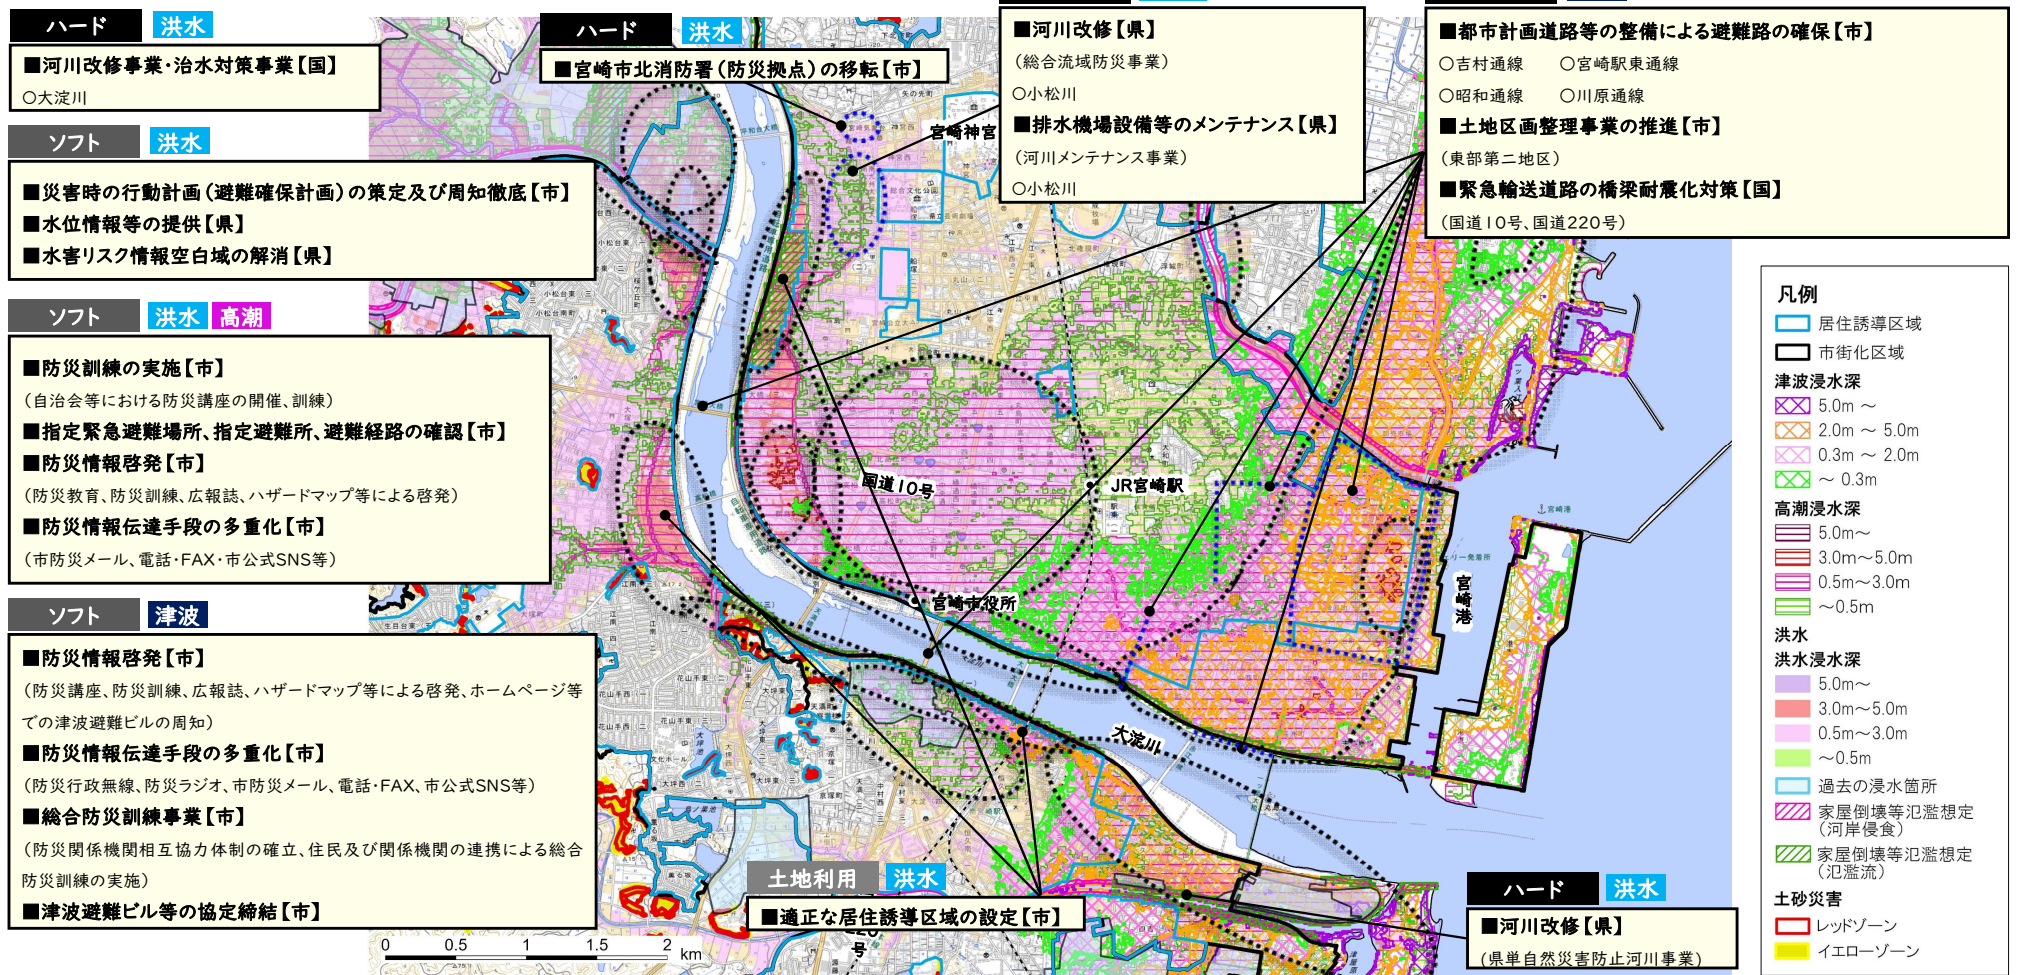 ハード 洪水
■河川改修事業・治水対策事業【国】
○大淀川
ソフト 洪水
■災害時の行動計画(避難確保計画)の策定及び周知徹底【市】
■水位情報等の提供【県】
■水害リスク情報空白域の解消【県】
ソフト 洪水 高潮
■防災訓練の実施【市】
(自治会等における防災講座の開催、訓練)
■指定緊急避難場所、指定避難所、避難経路の確認【市】
■防災情報啓発【市】
(防災教育、防災訓練、広報誌、ハザードマップ等による啓発)
■防災情報伝達手段の多重化【市】
(市防災メール、電話・FAX・市公式SNS等)
ソフト 津波
■防災情報啓発【市】
(防災講座、防災訓練、広報誌、ハザードマップ等による啓発、ホームページ等
での津波避難ビルの周知)
■防災情報伝達手段の多重化【市】
(防災行政無線、防災ラジオ、市防災メール、電話・FAX、市公式SNS等)
■総合防災訓練事業【市】
(防災関係機関相互協力体制の確立、住民及び関係機関の連携による総合
防災訓練の実施)
■津波避難ビル等の協定締結【市】
ハード 洪水
■宮崎市北消防署(防災拠点)の移転【市】
■河川改修【県】
(総合流域防災事業)
○小松川
■排水機場設備等のメンテナンス【県】
(河川メンテナンス事業)
○小松川
■都市計画道路等の整備による避難路の確保【市】
○吉村通線 ○宮崎駅東通線
○昭和通線 ○川原通線
■土地区画整理事業の推進【市】
(東部第二地区)
■緊急輸送道路の橋梁耐震化対策【国】
(国道10号、国道220号)
宮崎神宮
国道10号
JR宮崎駅
宮崎市役所
宮崎港
大淀川
土地利用 洪水
■適正な居住誘導区域の設定【市】
号
ハード 洪水
■河川改修【県】
(県単自然災害防止河川事業)
0 0.5 1 1.5 2 km
凡例
居住誘導区域
市街化区域
津波浸水深
5.0m ～
2.0m ～ 5.0m
0.3m ～ 2.0m
～ 0.3m
高潮浸水深
5.0m～
3.0m～5.0m
0.5m～3.0m
～0.5m
洪水
洪水浸水深
5.0m～
3.0m～5.0m
0.5m～3.0m
～0.5m
過去の浸水箇所
家屋倒壊等氾濫想定
(河岸侵食)
家屋倒壊等氾濫想定
(氾濫流)
土砂災害
レッドゾーン
イエローゾーン